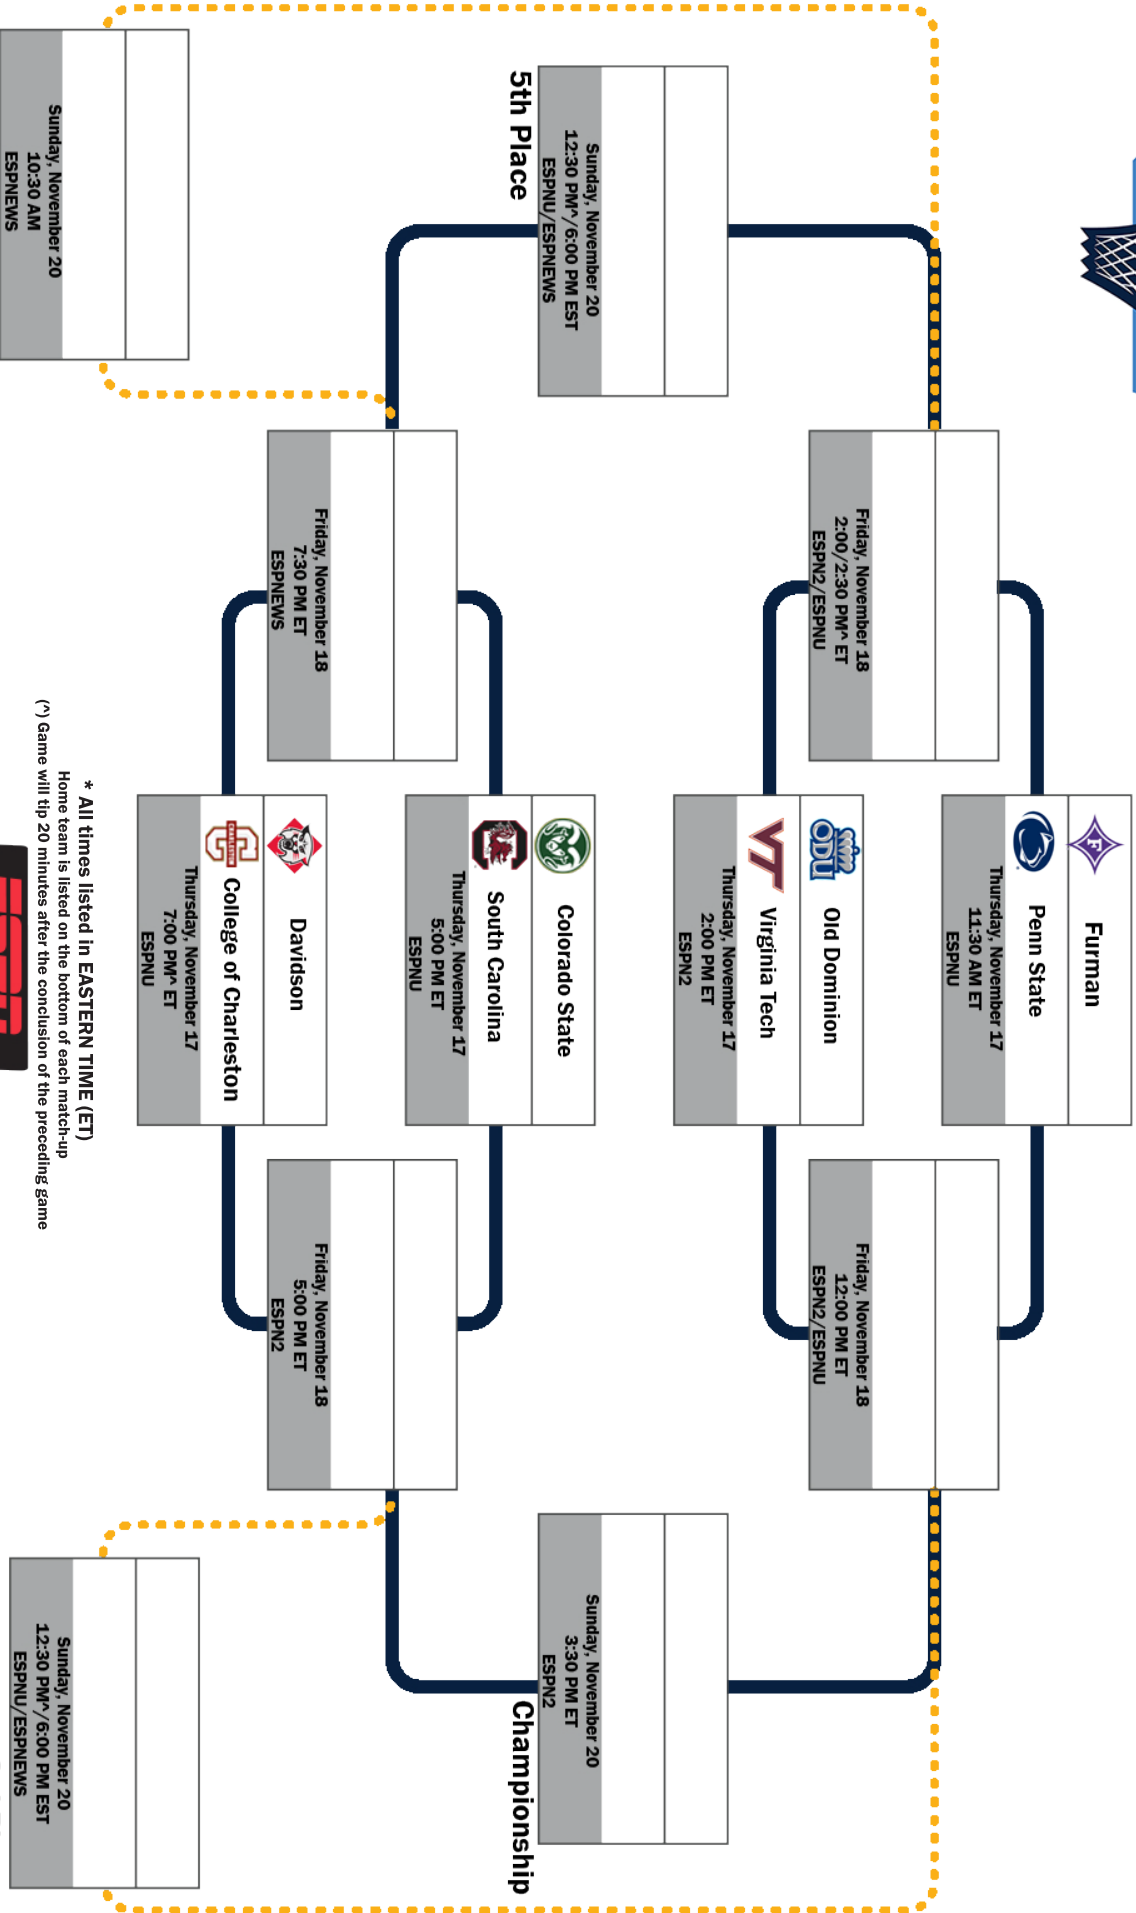 Furman
Penn State
Thursday, November 17
11:30 AM ET
ESPNU
Friday, November 18
2:00/2:30 PM^ ET
ESPN2/ESPNU
Friday, November 18
12:00 PM ET
ESPN2/ESPNU
ODU
Old Dominion
VT
Virginia Tech
Thursday, November 17
2:00 PM ET
ESPN2
Sunday, November 20
12:30 PM^/6:00 PM EST
ESPNU/ESPNEWS
5th Place
Sunday, November 20
3:30 PM ET
ESPN2
Championship
Colorado State
South Carolina
Thursday, November 17
5:00 PM ET
ESPNU
Friday, November 18
7:30 PM ET
ESPNEWS
Friday, November 18
5:00 PM ET
ESPN2
Davidson
College of Charleston
Thursday, November 17
7:00 PM^ ET
ESPNU
Sunday, November 20
10:30 AM
ESPNEWS
Sunday, November 20
12:30 PM^/6:00 PM EST
ESPNU/ESPNEWS
* All times listed in EASTERN TIME (ET)
Home team is listed on the bottom of each match-up
(^) Game will tip 20 minutes after the conclusion of the preceding game